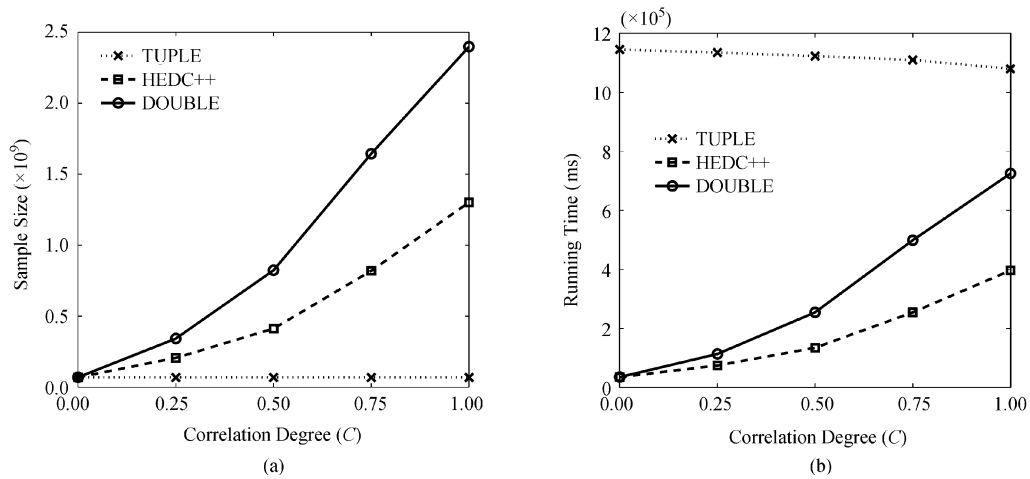 2.5
2.0
1.5
1.0
0.5
0.0
Sample Size (×10⁹)
TUPLE
HEDC++
DOUBLE
0.00 0.25 0.50 0.75 1.00
Correlation Degree (C)
(a)
(×10⁵)
12
10
8
6
4
2
0
Running Time (ms)
TUPLE
HEDC++
DOUBLE
0.00 0.25 0.50 0.75 1.00
Correlation Degree (C)
(b)